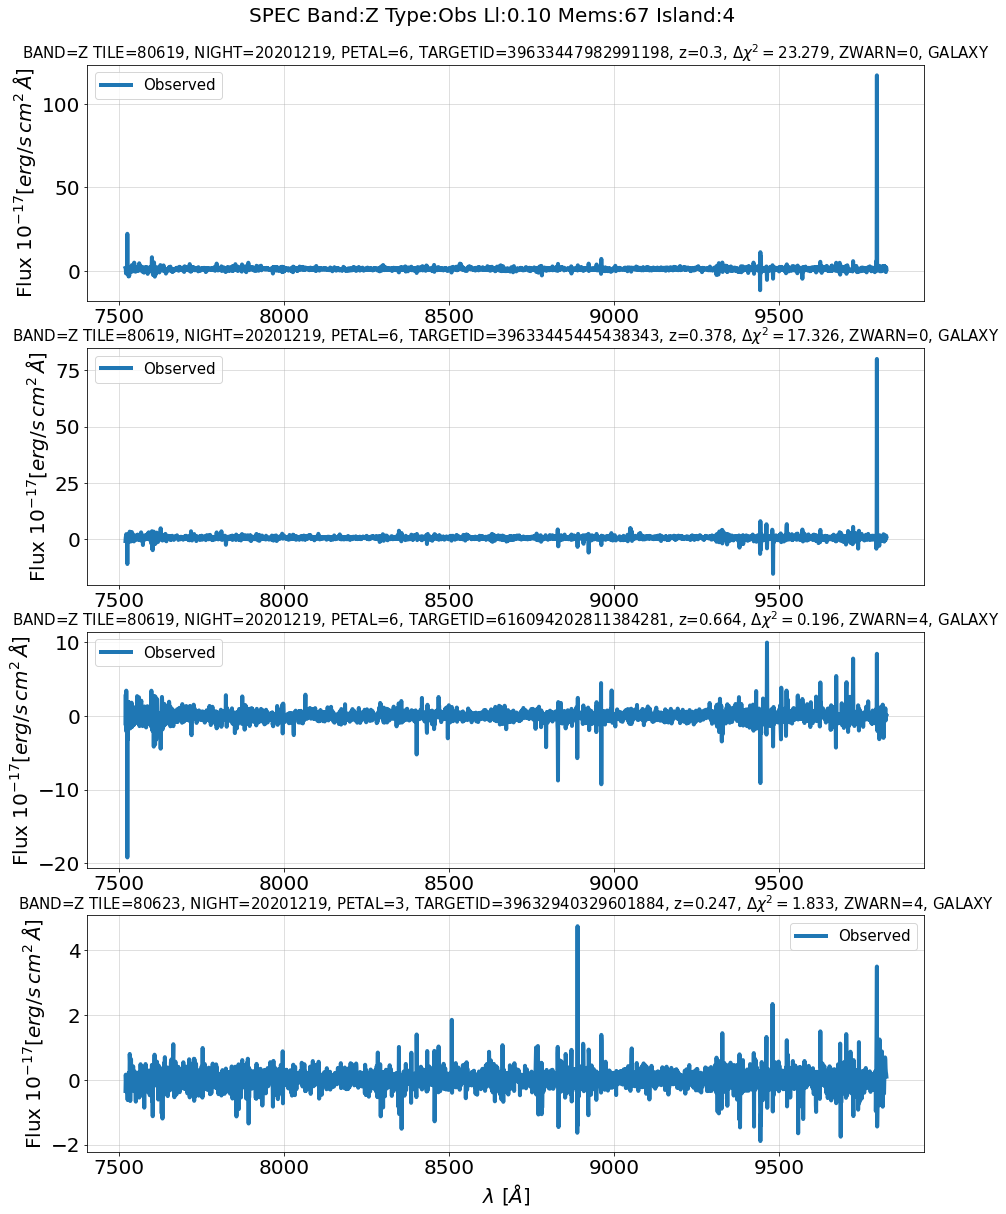 SPEC Band:Z Type:Obs Ll:0.10 Mems:67 Island:4
BAND=Z TILE=80619, NIGHT=20201219, PETAL=6, TARGETID=39633447982991198, z=0.3, Δχ² = 23.279, ZWARN=0, GALAXY
Observed
Flux 10⁻¹⁷[erg/s cm² Å]
100
50
0
7500 8000 8500 9000 9500
BAND=Z TILE=80619, NIGHT=20201219, PETAL=6, TARGETID=39633445445438343, z=0.378, Δχ² = 17.326, ZWARN=0, GALAXY
Observed
Flux 10⁻¹⁷[erg/s cm² Å]
75
50
25
0
7500 8000 8500 9000 9500
BAND=Z TILE=80619, NIGHT=20201219, PETAL=6, TARGETID=616094202811384281, z=0.664, Δχ² = 0.196, ZWARN=4, GALAXY
Observed
Flux 10⁻¹⁷[erg/s cm² Å]
10
0
−10
−20
7500 8000 8500 9000 9500
BAND=Z TILE=80623, NIGHT=20201219, PETAL=3, TARGETID=39632940329601884, z=0.247, Δχ² = 1.833, ZWARN=4, GALAXY
Observed
Flux 10⁻¹⁷[erg/s cm² Å]
4
2
0
−2
7500 8000 8500 9000 9500
λ [Å]